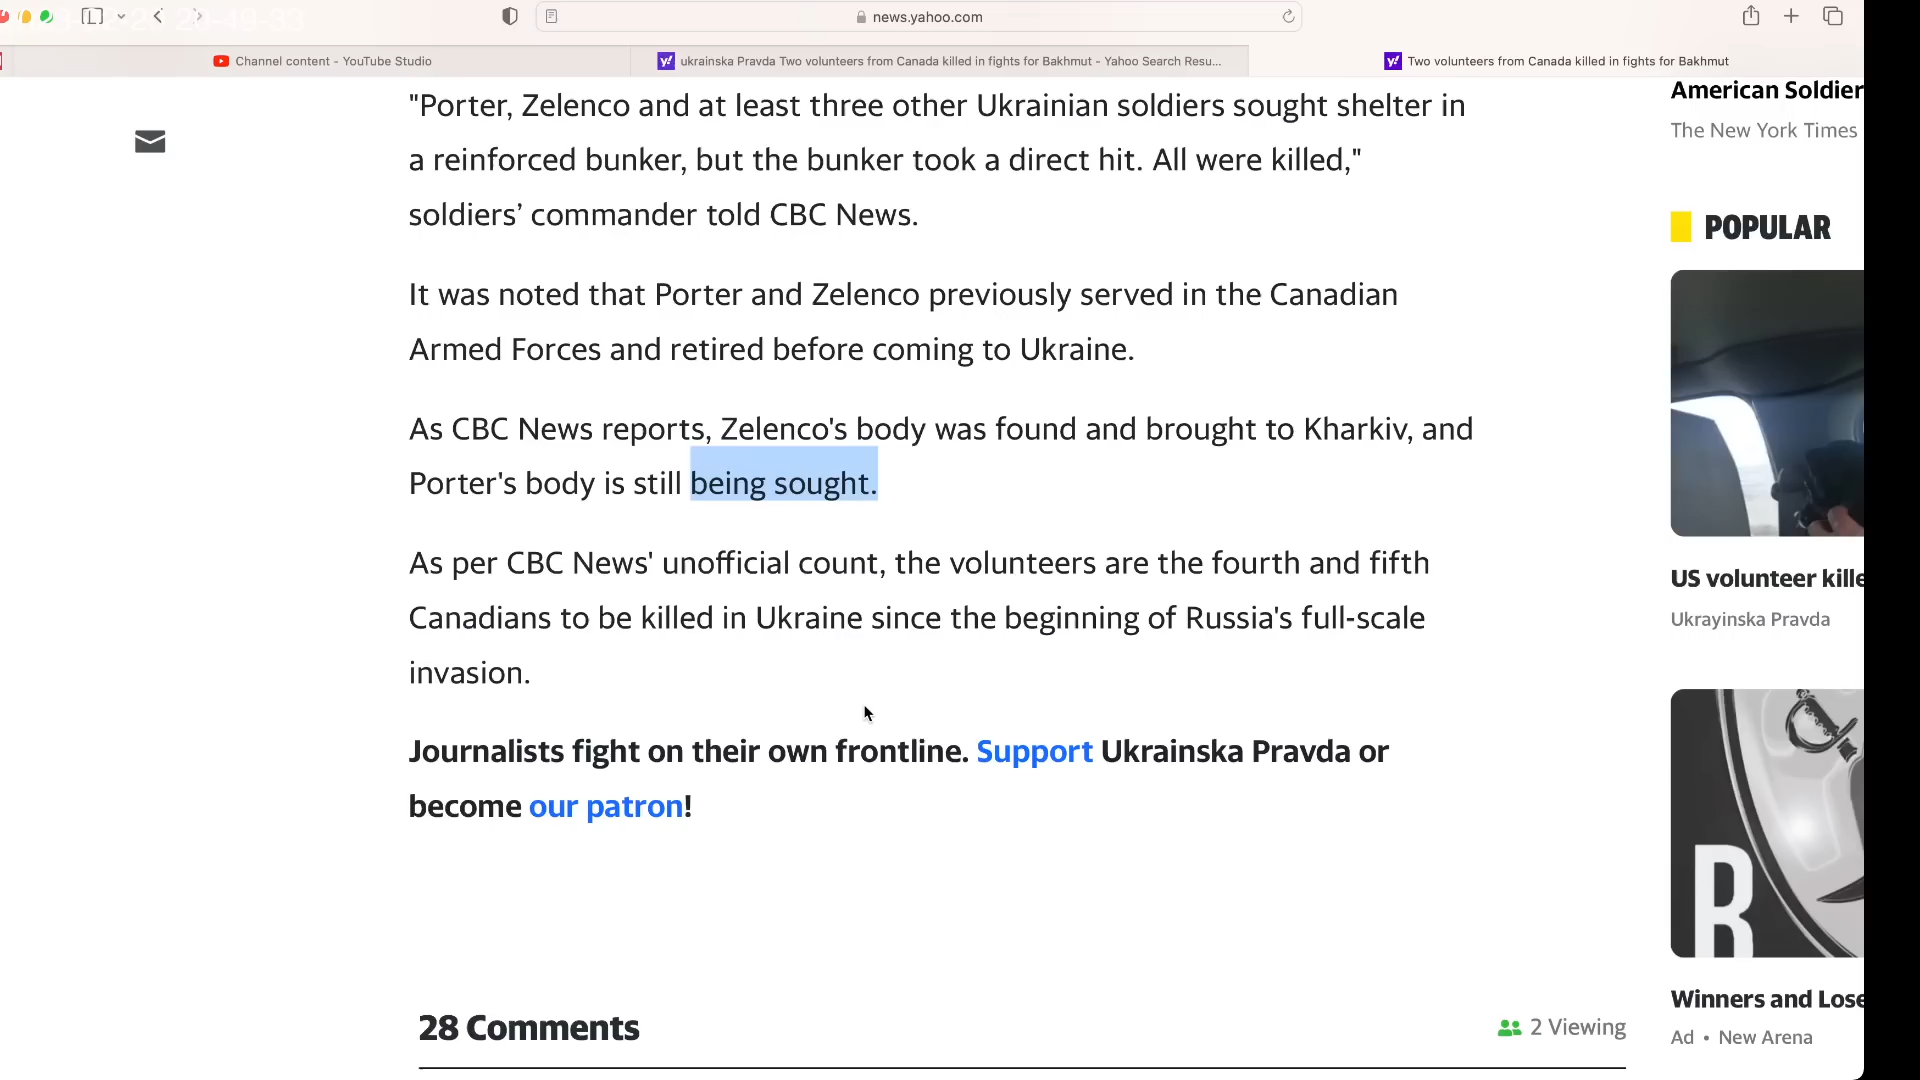 news.yahoo.com
Channel content - YouTube Studio
ukrainska Pravda Two volunteers from Canada killed in fights for Bakhmut - Yahoo Search Resu...
Two volunteers from Canada killed in fights for Bakhmut
"Porter, Zelenco and at least three other Ukrainian soldiers sought shelter in
a reinforced bunker, but the bunker took a direct hit. All were killed,"
soldiers’ commander told CBC News.
It was noted that Porter and Zelenco previously served in the Canadian
Armed Forces and retired before coming to Ukraine.
As CBC News reports, Zelenco's body was found and brought to Kharkiv, and
Porter's body is still being sought.
As per CBC News' unofficial count, the volunteers are the fourth and fifth
Canadians to be killed in Ukraine since the beginning of Russia's full-scale
invasion.
Journalists fight on their own frontline. Support Ukrainska Pravda or
become our patron!
28 Comments
2 Viewing
American Soldier
The New York Times
POPULAR
US volunteer kille
Ukrayinska Pravda
R
Winners and Lose
Ad • New Arena